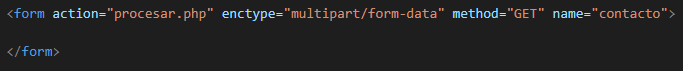 <form action="procesar.php" enctype="multipart/form-data" method="GET" name="contacto">
</form>